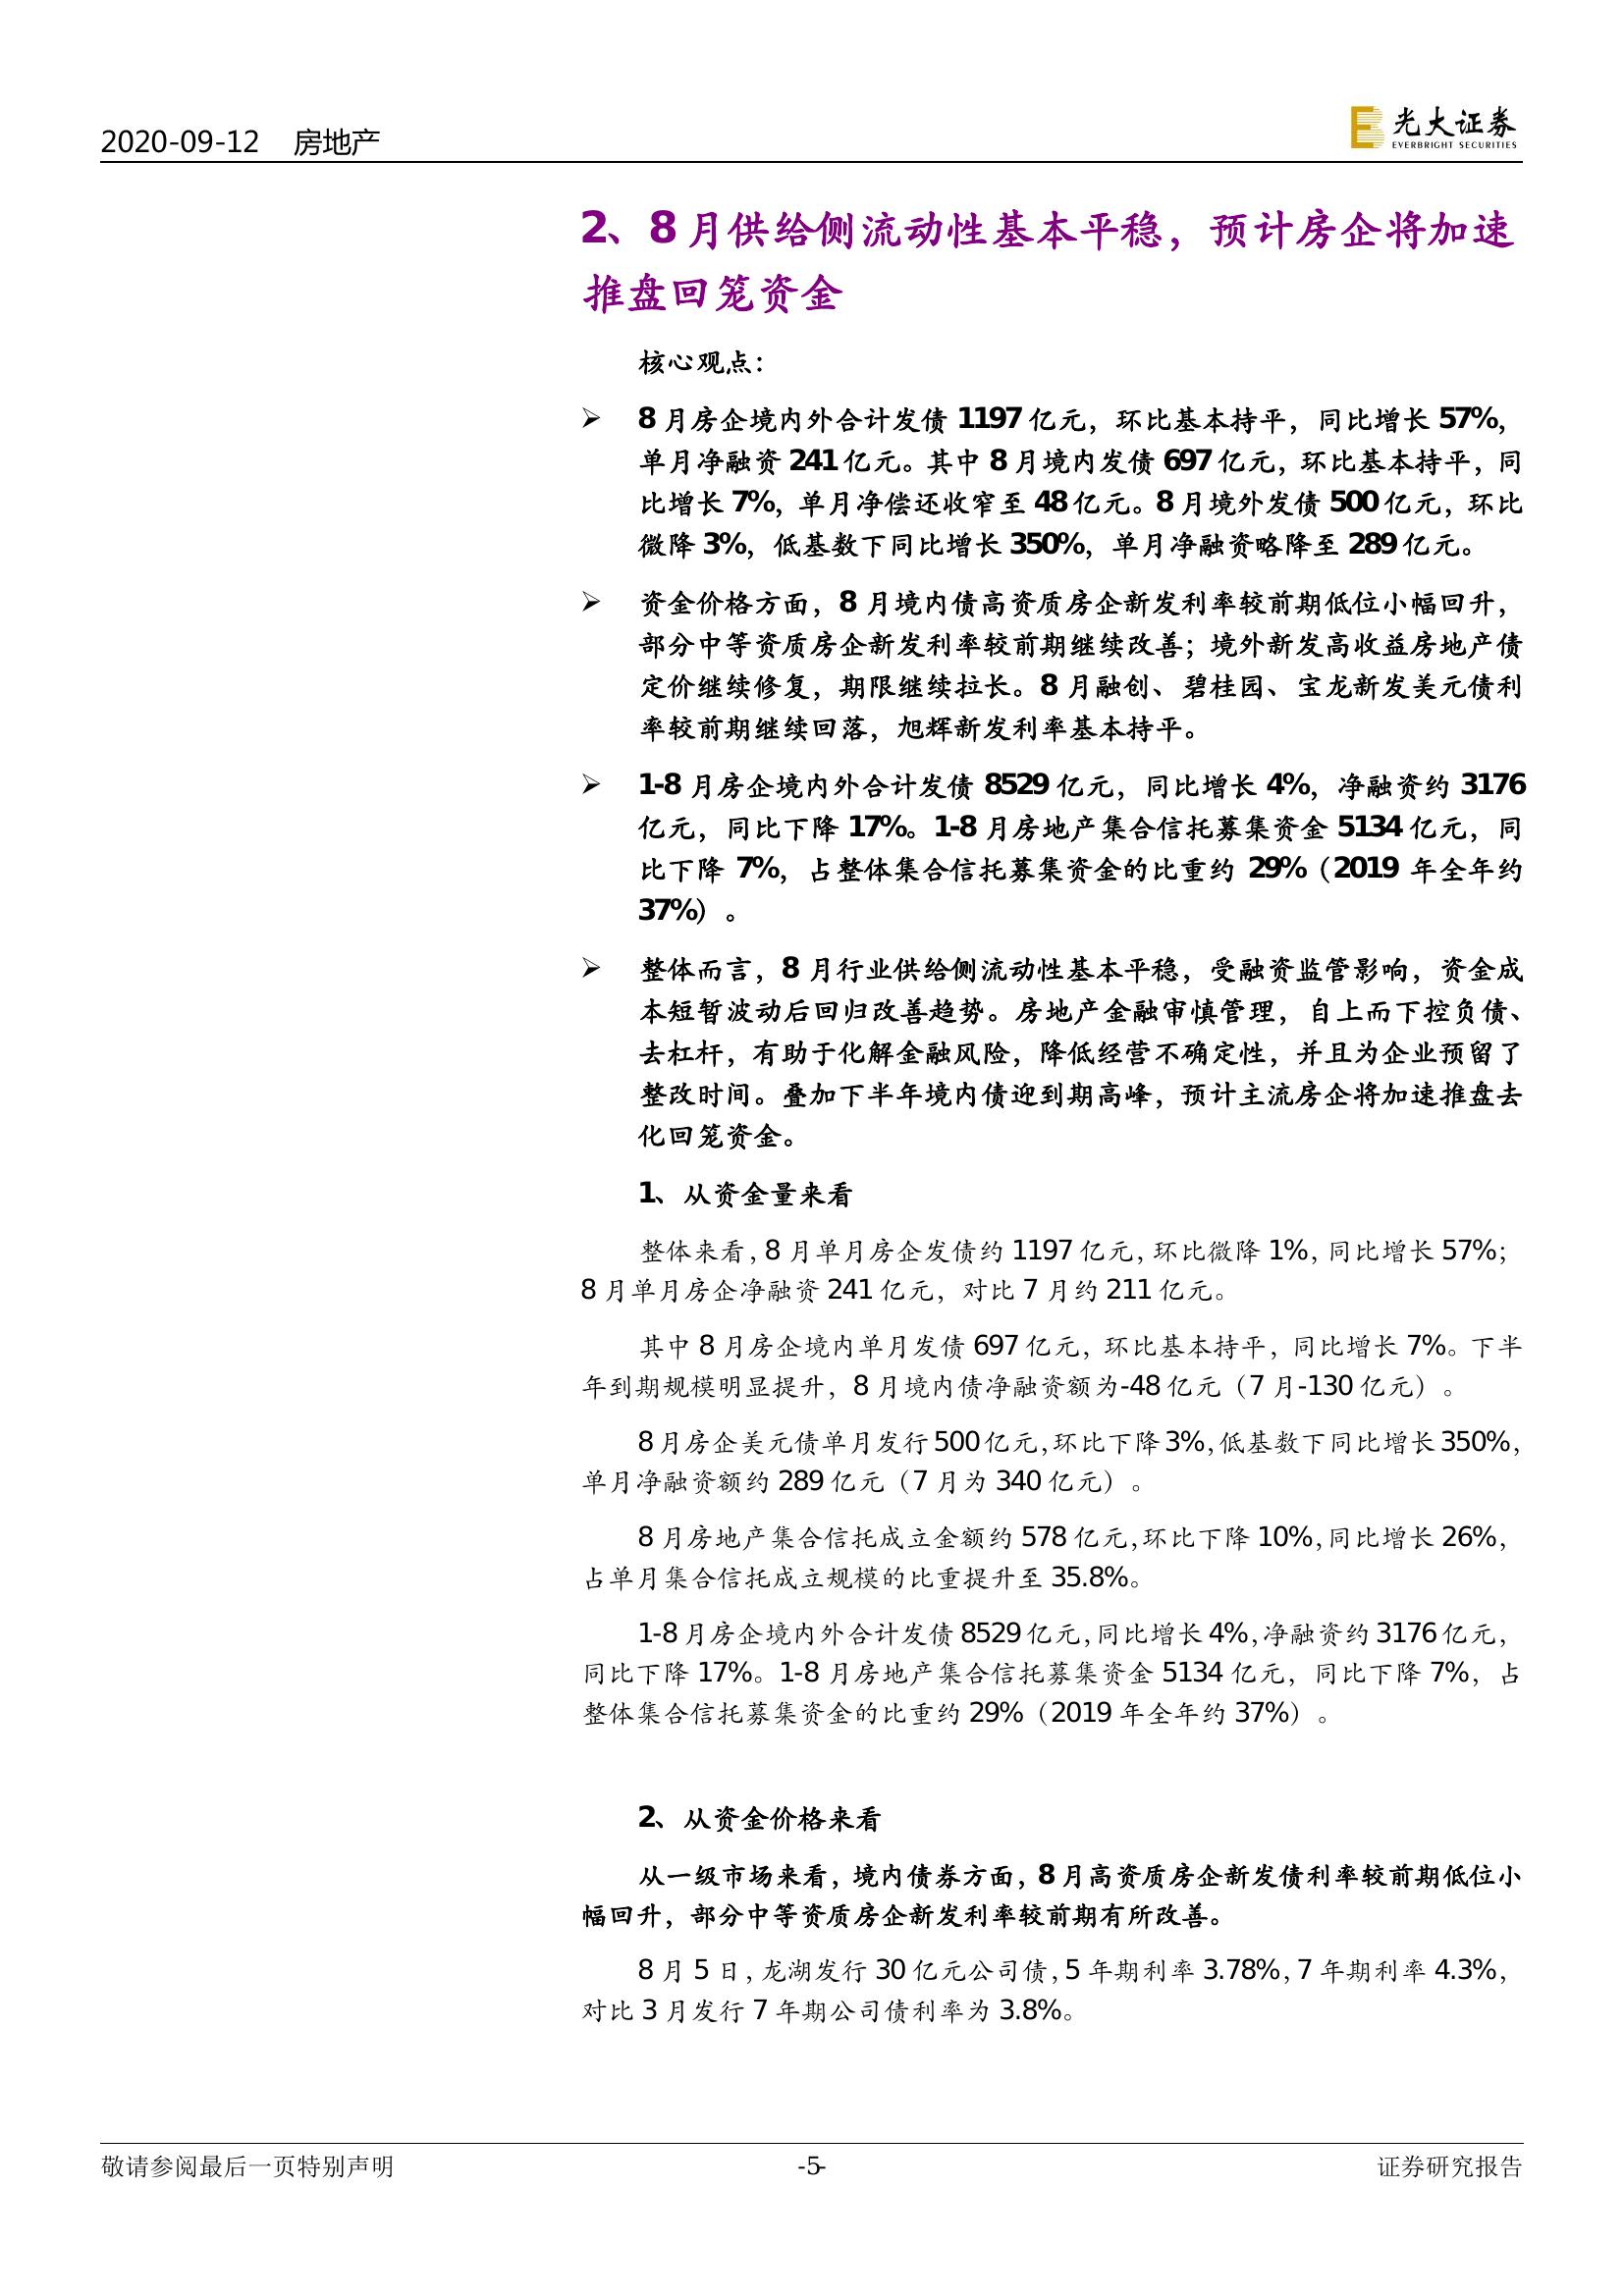 2020-09-12 房地产
光大证券
EVERBRIGHT SECURITIES
2、8 月供给侧流动性基本平稳，预计房企将加速
推盘回笼资金
核心观点：
➢ 8 月房企境内外合计发债 1197 亿元，环比基本持平，同比增长 57%，
单月净融资 241 亿元。其中 8 月境内发债 697 亿元，环比基本持平，同
比增长 7%，单月净偿还收窄至 48 亿元。8 月境外发债 500 亿元，环比
微降 3%，低基数下同比增长 350%，单月净融资略降至 289 亿元。
➢ 资金价格方面，8 月境内债高资质房企新发利率较前期低位小幅回升，
部分中等资质房企新发利率较前期继续改善；境外新发高收益房地产债
定价继续修复，期限继续拉长。8 月融创、碧桂园、宝龙新发美元债利
率较前期继续回落，旭辉新发利率基本持平。
➢ 1-8 月房企境内外合计发债 8529 亿元，同比增长 4%，净融资约 3176
亿元，同比下降 17%。1-8 月房地产集合信托募集资金 5134 亿元，同
比下降 7%，占整体集合信托募集资金的比重约 29%（2019 年全年约
37%）。
➢ 整体而言，8 月行业供给侧流动性基本平稳，受融资监管影响，资金成
本短暂波动后回归改善趋势。房地产金融审慎管理，自上而下控负债、
去杠杆，有助于化解金融风险，降低经营不确定性，并且为企业预留了
整改时间。叠加下半年境内债迎到期高峰，预计主流房企将加速推盘去
化回笼资金。
1、从资金量来看
整体来看，8 月单月房企发债约 1197 亿元，环比微降 1%，同比增长 57%；
8 月单月房企净融资 241 亿元，对比 7 月约 211 亿元。
其中 8 月房企境内单月发债 697 亿元，环比基本持平，同比增长 7%。下半
年到期规模明显提升，8 月境内债净融资额为-48 亿元（7 月-130 亿元）。
8 月房企美元债单月发行 500 亿元，环比下降 3%，低基数下同比增长 350%，
单月净融资额约 289 亿元（7 月为 340 亿元）。
8 月房地产集合信托成立金额约 578 亿元，环比下降 10%，同比增长 26%，
占单月集合信托成立规模的比重提升至 35.8%。
1-8 月房企境内外合计发债 8529 亿元，同比增长 4%，净融资约 3176 亿元，
同比下降 17%。1-8 月房地产集合信托募集资金 5134 亿元，同比下降 7%，占
整体集合信托募集资金的比重约 29%（2019 年全年约 37%）。
2、从资金价格来看
从一级市场来看，境内债券方面，8 月高资质房企新发债利率较前期低位小
幅回升，部分中等资质房企新发利率较前期有所改善。
8 月 5 日，龙湖发行 30 亿元公司债，5 年期利率 3.78%，7 年期利率 4.3%，
对比 3 月发行 7 年期公司债利率为 3.8%。
敬请参阅最后一页特别声明
-5-
证券研究报告